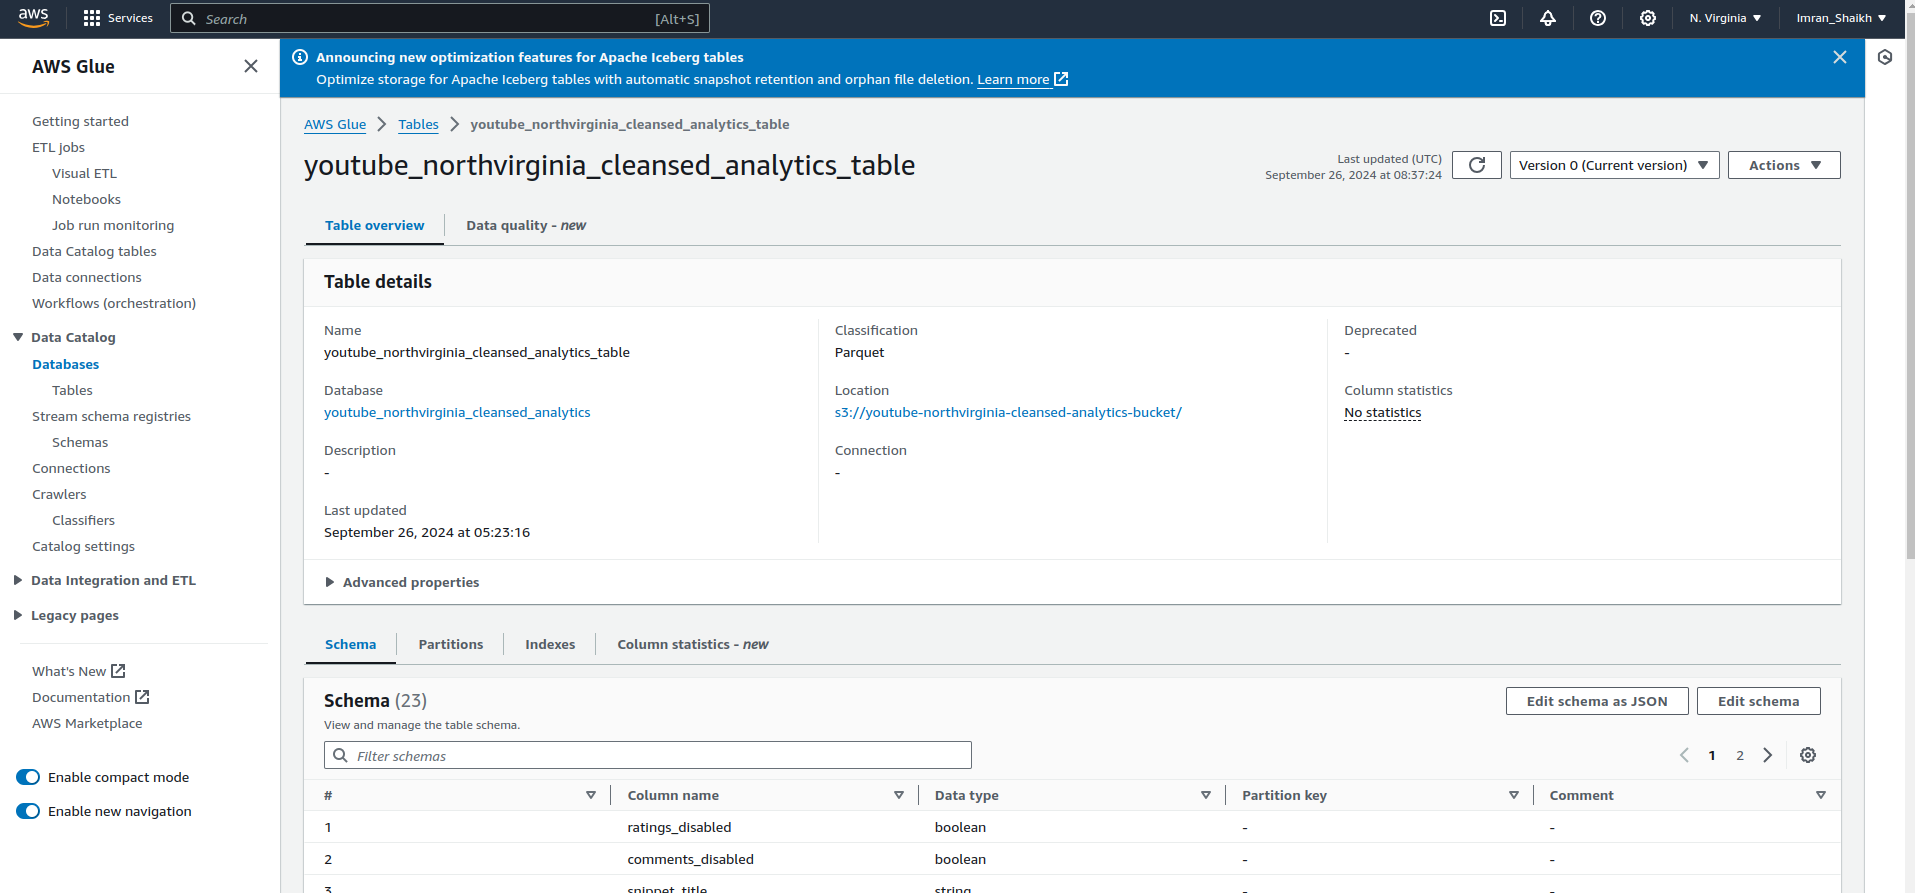 aws
Services
Search
[Alt+S]
N. Virginia
Imran_Shaikh
AWS Glue
Getting started
ETL jobs
Visual ETL
Notebooks
Job run monitoring
Data Catalog tables
Data connections
Workflows (orchestration)
Data Catalog
Databases
Tables
Stream schema registries
Schemas
Connections
Crawlers
Classifiers
Catalog settings
Data Integration and ETL
Legacy pages
What's New
Documentation
AWS Marketplace
Enable compact mode
Enable new navigation
Announcing new optimization features for Apache Iceberg tables
Optimize storage for Apache Iceberg tables with automatic snapshot retention and orphan file deletion. Learn more
AWS Glue > Tables > youtube_northvirginia_cleansed_analytics_table
youtube_northvirginia_cleansed_analytics_table
Last updated (UTC)
September 26, 2024 at 08:37:24
Version 0 (Current version)
Actions
Table overview
Data quality - new
Table details
Name
youtube_northvirginia_cleansed_analytics_table
Database
youtube_northvirginia_cleansed_analytics
Description
-
Last updated
September 26, 2024 at 05:23:16
Classification
Parquet
Location
s3://youtube-northvirginia-cleansed-analytics-bucket/
Connection
-
Deprecated
-
Column statistics
No statistics
Advanced properties
Schema
Partitions
Indexes
Column statistics - new
Schema (23)
View and manage the table schema.
Edit schema as JSON
Edit schema
Filter schemas
1 2
# Column name Data type Partition key Comment
1 ratings_disabled boolean - -
2 comments_disabled boolean - -
3 snippet_title string - -